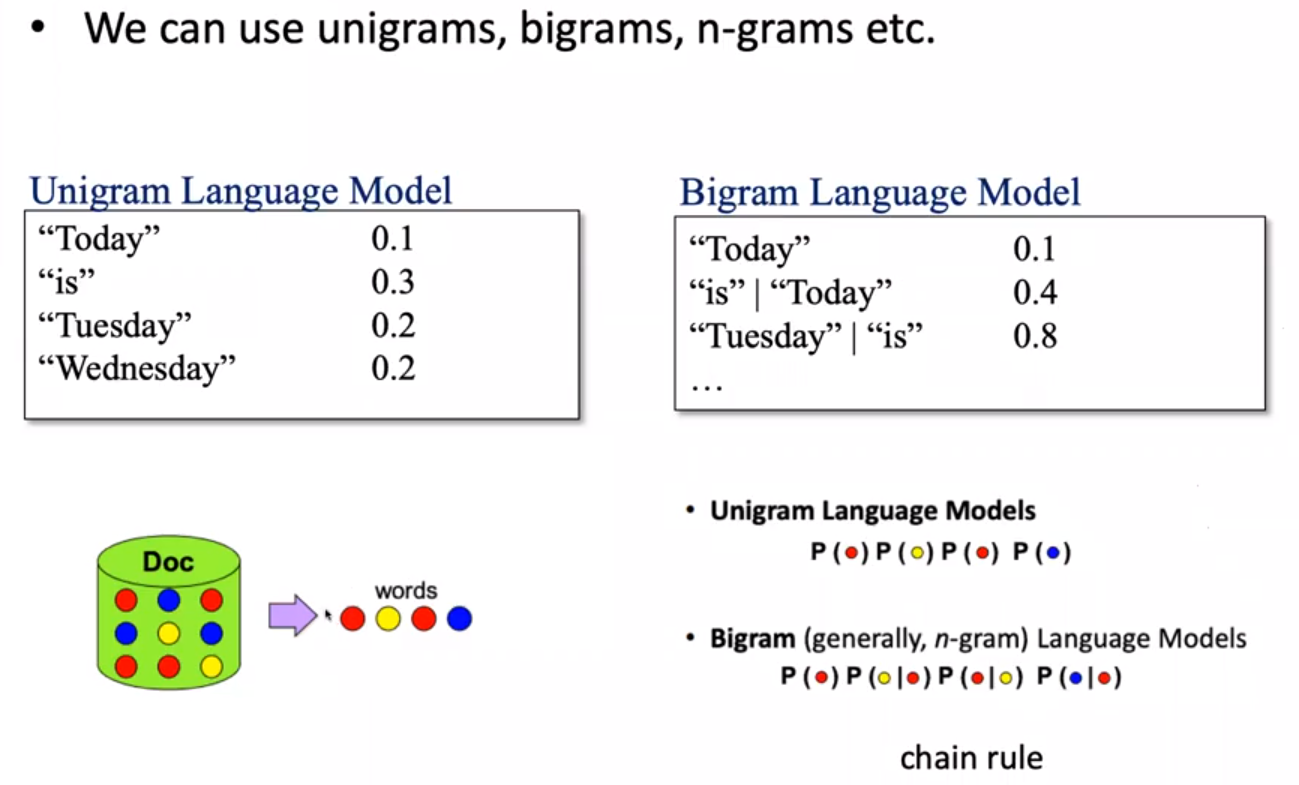 • We can use unigrams, bigrams, n-grams etc.
Unigram Language Model
“Today” 0.1
“is” 0.3
“Tuesday” 0.2
“Wednesday” 0.2
Bigram Language Model
“Today” 0.1
“is” | “Today” 0.4
“Tuesday” | “is” 0.8
…
Doc
words
• Unigram Language Models
P (●) P (●) P (●) P (●)
• Bigram (generally, n-gram) Language Models
P (●) P (●|●) P (●|●) P (●|●)
chain rule